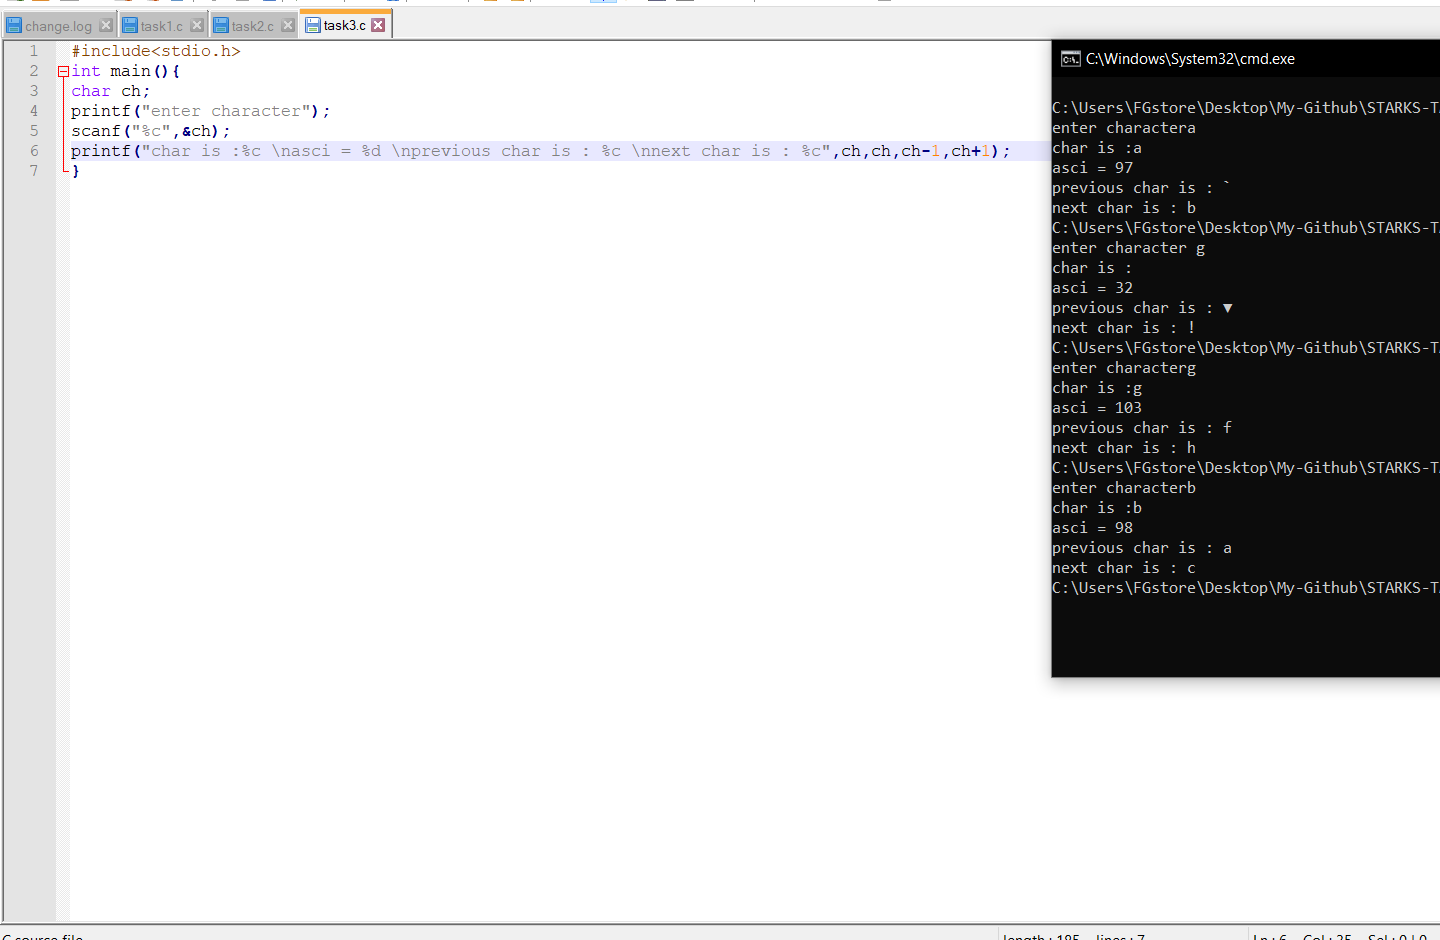 change.log task1.c task2.c task3.c
1 #include<stdio.h>
2 int main(){
3 char ch;
4 printf("enter character");
5 scanf("%c",&ch);
6 printf("char is :%c \nasci = %d \nprevious char is : %c \nnext char is : %c",ch,ch,ch-1,ch+1);
7 }
C:\Windows\System32\cmd.exe
C:\Users\FGstore\Desktop\My-Github\STARKS-T
enter charactera
char is :a
asci = 97
previous char is : `
next char is : b
C:\Users\FGstore\Desktop\My-Github\STARKS-T
enter character g
char is :
asci = 32
previous char is : ▼
next char is : !
C:\Users\FGstore\Desktop\My-Github\STARKS-T
enter characterg
char is :g
asci = 103
previous char is : f
next char is : h
C:\Users\FGstore\Desktop\My-Github\STARKS-T
enter characterb
char is :b
asci = 98
previous char is : a
next char is : c
C:\Users\FGstore\Desktop\My-Github\STARKS-T
C source file length : 185 lines : 7 Ln : 6 Col : 35 Sel : 0 | 0